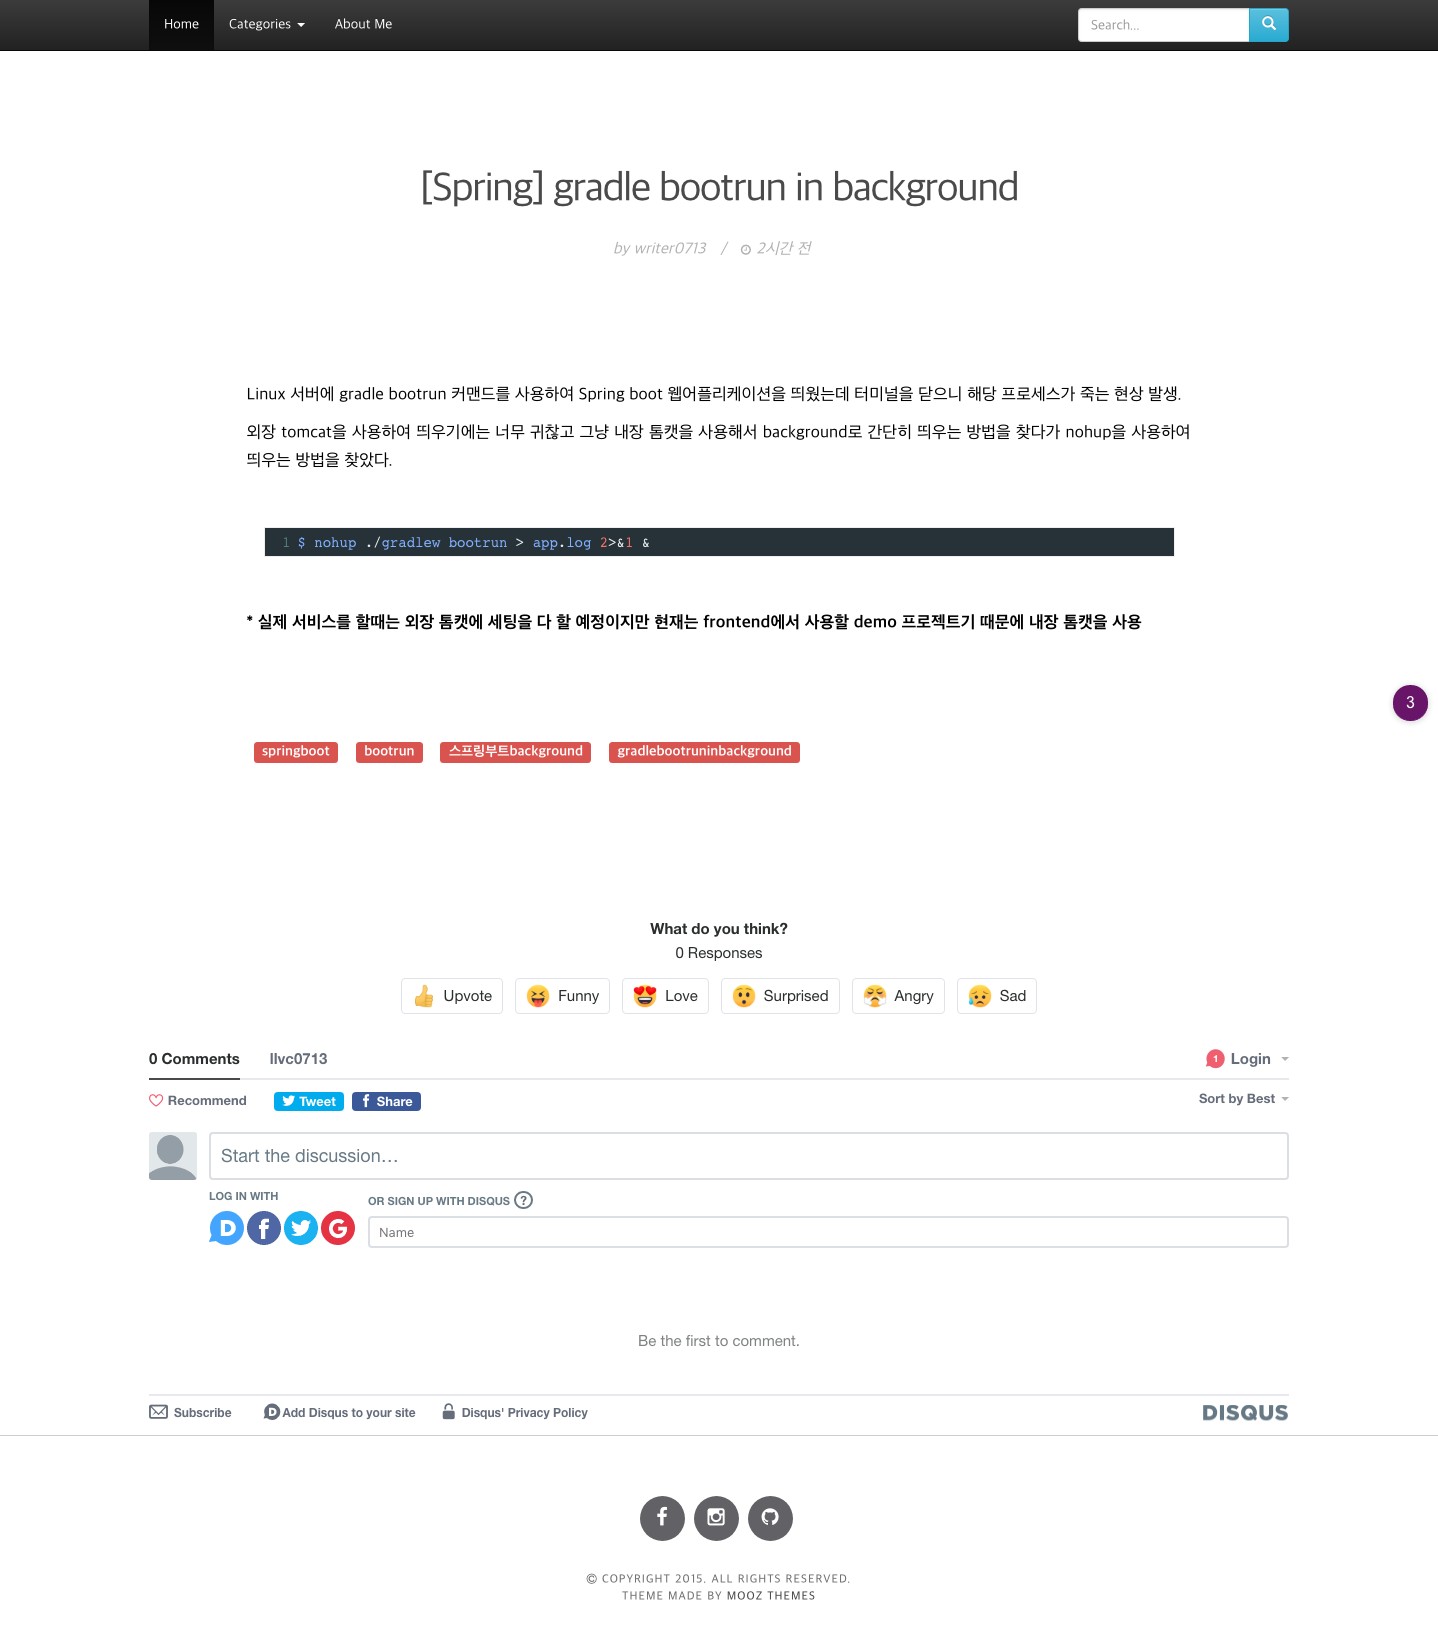 Home Categories About Me Search...
[Spring] gradle bootrun in background
by writer0713 / 2시간 전
Linux 서버에 gradle bootrun 커맨드를 사용하여 Spring boot 웹어플리케이션을 띄웠는데 터미널을 닫으니 해당 프로세스가 죽는 현상 발생.
외장 tomcat을 사용하여 띄우기에는 너무 귀찮고 그냥 내장 톰캣을 사용해서 background로 간단히 띄우는 방법을 찾다가 nohup을 사용하여
띄우는 방법을 찾았다.
1 $ nohup ./gradlew bootrun > app.log 2>&1 &
* 실제 서비스를 할때는 외장 톰캣에 세팅을 다 할 예정이지만 현재는 frontend에서 사용할 demo 프로젝트기 때문에 내장 톰캣을 사용
3
springboot bootrun 스프링부트background gradlebootruninbackground
What do you think?
0 Responses
Upvote Funny Love Surprised Angry Sad
0 Comments llvc0713 1 Login
Recommend Tweet Share Sort by Best
Start the discussion...
LOG IN WITH OR SIGN UP WITH DISQUS ?
Name
Be the first to comment.
Subscribe Add Disqus to your site Disqus' Privacy Policy DISQUS
© COPYRIGHT 2015. ALL RIGHTS RESERVED.
THEME MADE BY MOOZ THEMES